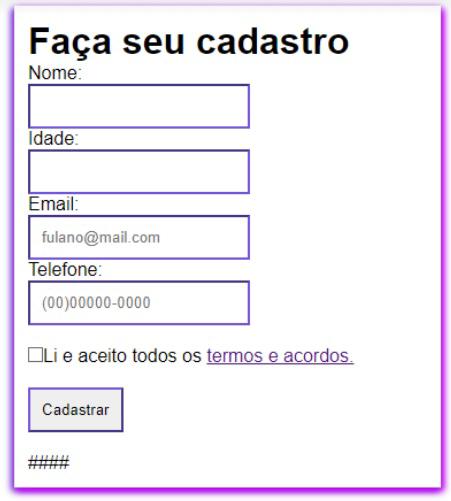 Faça seu cadastro
Nome:
Idade:
Email:
fulano@mail.com
Telefone:
(00)00000-0000
Li e aceito todos os termos e acordos.
Cadastrar
####